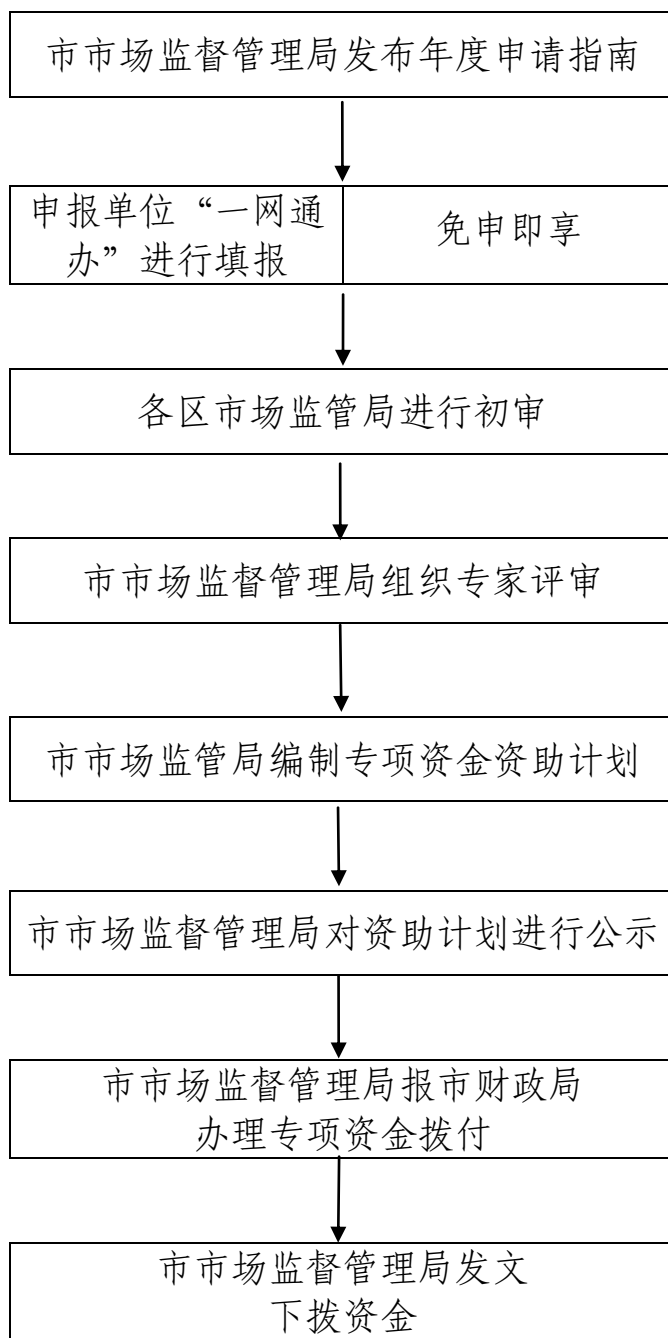 市市场监督管理局发布年度申请指南
申报单位“一网通
办”进行填报
免申即享
各区市场监管局进行初审
市市场监督管理局组织专家评审
市市场监管局编制专项资金资助计划
市市场监督管理局对资助计划进行公示
市市场监督管理局报市财政局
办理专项资金拨付
市市场监督管理局发文
下拨资金